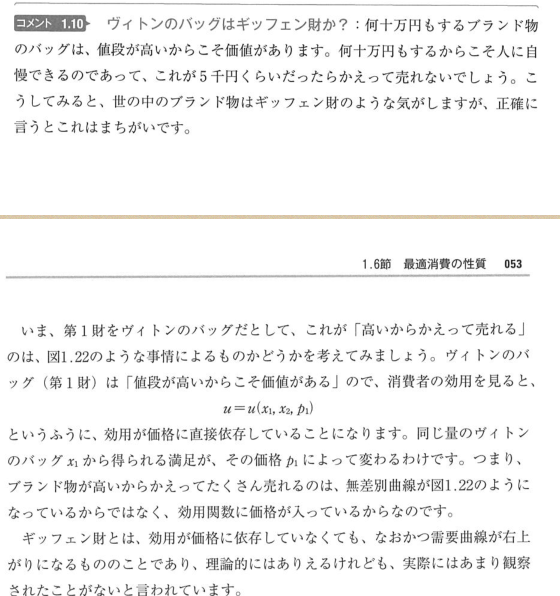 コメント 1.10 ヴィトンのバッグはギッフェン財か？：何十万円もするブランド物
のバッグは、値段が高いからこそ価値があります。何十万円もするからこそ人に自
慢できるのであって、これが5千円くらいだったらかえって売れないでしょう。こ
うしてみると、世の中のブランド物はギッフェン財のような気がしますが、正確に
言うとこれはまちがいです。
1.6節 最適消費の性質 053
いま、第1財をヴィトンのバッグだとして、これが「高いからかえって売れる」
のは、図1.22のような事情によるものかどうかを考えてみましょう。ヴィトンのバ
ッグ（第1財）は「値段が高いからこそ価値がある」ので、消費者の効用を見ると、
u＝u(x₁, x₂, p₁)
というふうに、効用が価格に直接依存していることになります。同じ量のヴィトン
のバッグ x₁ から得られる満足が、その価格 p₁ によって変わるわけです。つまり、
ブランド物が高いからかえってたくさん売れるのは、無差別曲線が図1.22のように
なっているからではなく、効用関数に価格が入っているからなのです。
ギッフェン財とは、効用が価格に依存していなくても、なおかつ需要曲線が右上
がりになるもののことであり、理論的にはありえるけれども、実際にはあまり観察
されたことがないと言われています。